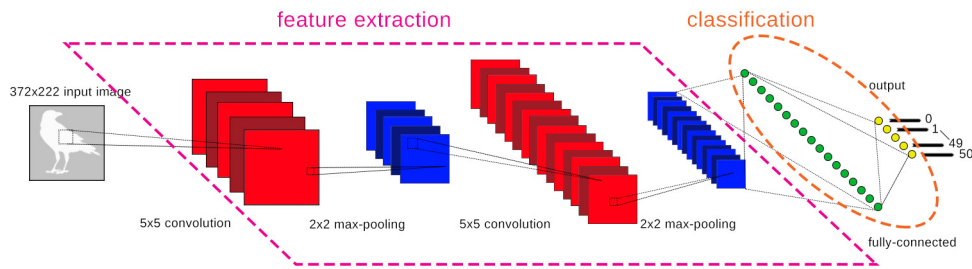 feature extraction
classification
372x222 input image
output
0
1
49
50
5x5 convolution
2x2 max-pooling
5x5 convolution
2x2 max-pooling
fully-connected